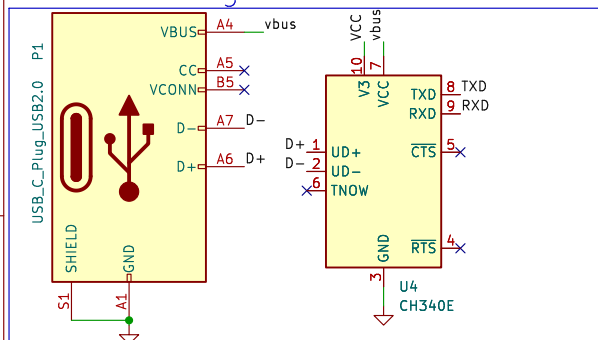 P1
USB_C_Plug_USB2.0
VBUS A4 vbus
CC A5
VCONN B5
D- A7 D-
D+ A6 D+
SHIELD
GND
S1
A1
VCC
vbus
10
7
V3
VCC
TXD 8 TXD
RXD 9 RXD
D+ 1 UD+
D- 2 UD-
6 TNOW
CTS 5
RTS 4
GND
3
U4
CH340E